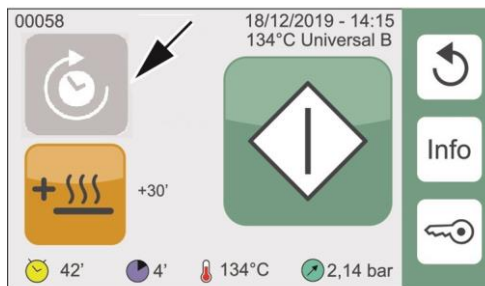 00058
18/12/2019 - 14:15
134°C Universal B
Info
+30'
42'
4'
134°C
2,14 bar